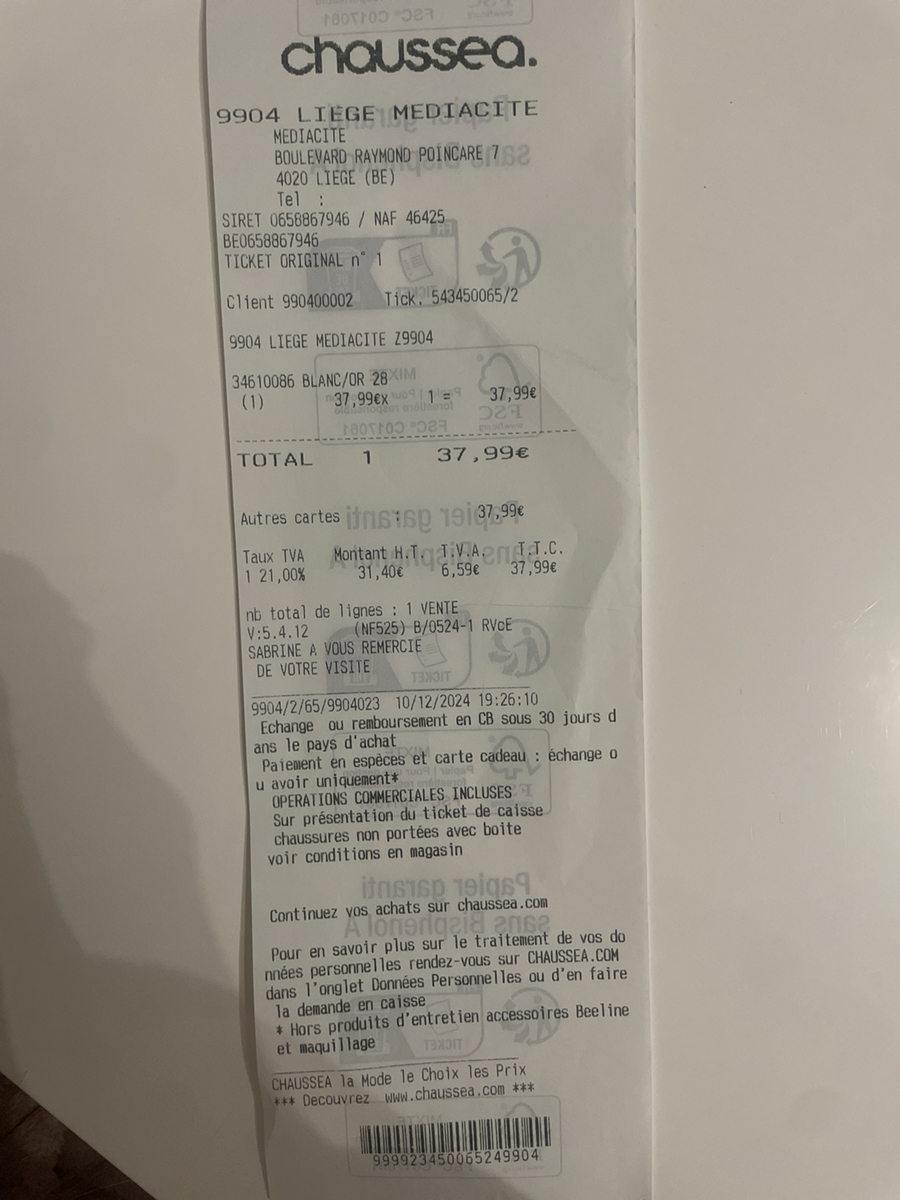 chaussea.
9904 LIEGE MEDIACITE
MEDIACITE
BOULEVARD RAYMOND POINCARE 7
4020 LIEGE (BE)
Tel :
SIRET 0658867946 / NAF 46425
BE0658867946
TICKET ORIGINAL n° 1
Client 990400002 Tick. 543450065/2
9904 LIEGE MEDIACITE Z9904
34610086 BLANC/OR 28
(1) 37,99€x 1 = 37,99€
TOTAL 1 37,99€
Autres cartes : 37,99€
Taux TVA Montant H.T. T.V.A. T.T.C.
1 21,00% 31,40€ 6,59€ 37,99€
nb total de lignes : 1 VENTE
V:5.4.12 (NF525) B/0524-1 RVcE
SABRINE A VOUS REMERCIE
DE VOTRE VISITE
9904/2/65/9904023 10/12/2024 19:26:10
Echange ou remboursement en CB sous 30 jours d
ans le pays d'achat
Paiement en espèces et carte cadeau : échange o
u avoir uniquement*
OPERATIONS COMMERCIALES INCLUSES
Sur présentation du ticket de caisse
chaussures non portées avec boite
voir conditions en magasin
Continuez vos achats sur chaussea.com
Pour en savoir plus sur le traitement de vos do
nnées personnelles rendez-vous sur CHAUSSEA.COM
dans l'onglet Données Personnelles ou d'en faire
la demande en caisse
* Hors produits d'entretien accessoires Beeline
et maquillage
CHAUSSEA la Mode le Choix les Prix
*** Decouvrez www.chaussea.com ***
999923450065249904